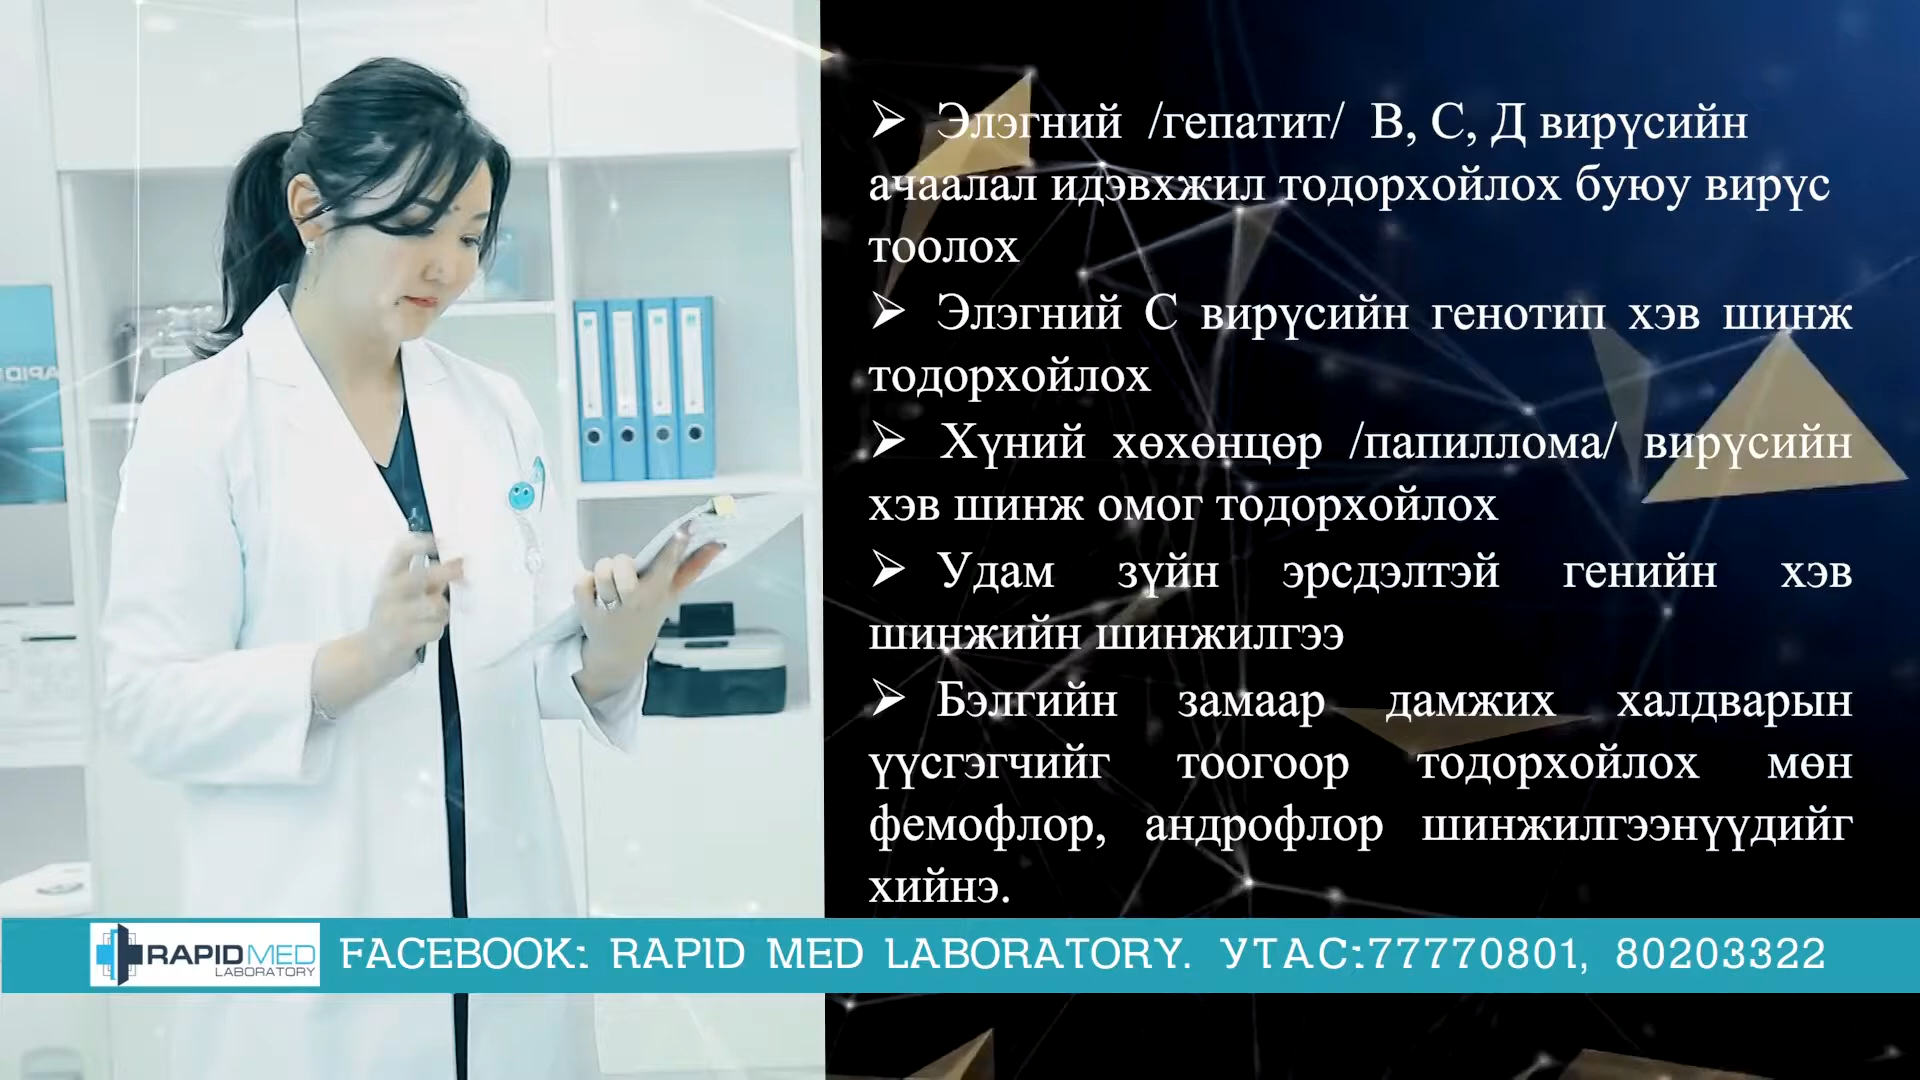 ➢ Элэгний /гепатит/ В, С, Д вирүсийн
ачаалал идэвхжил тодорхойлох буюу вирүс
тоолох
➢ Элэгний С вирүсийн генотип хэв шинж
тодорхойлох
➢ Хүний хөхөнцөр /папиллома/ вирүсийн
хэв шинж омог тодорхойлох
➢ Удам зүйн эрсдэлтэй генийн хэв
шинжийн шинжилгээ
➢ Бэлгийн замаар дамжих халдварын
үүсгэгчийг тоогоор тодорхойлох мөн
фемофлор, андрофлор шинжилгээнүүдийг
хийнэ.
RAPIDMED
LABORATORY
FACEBOOK: RAPID MED LABORATORY. УТАС:77770801, 80203322